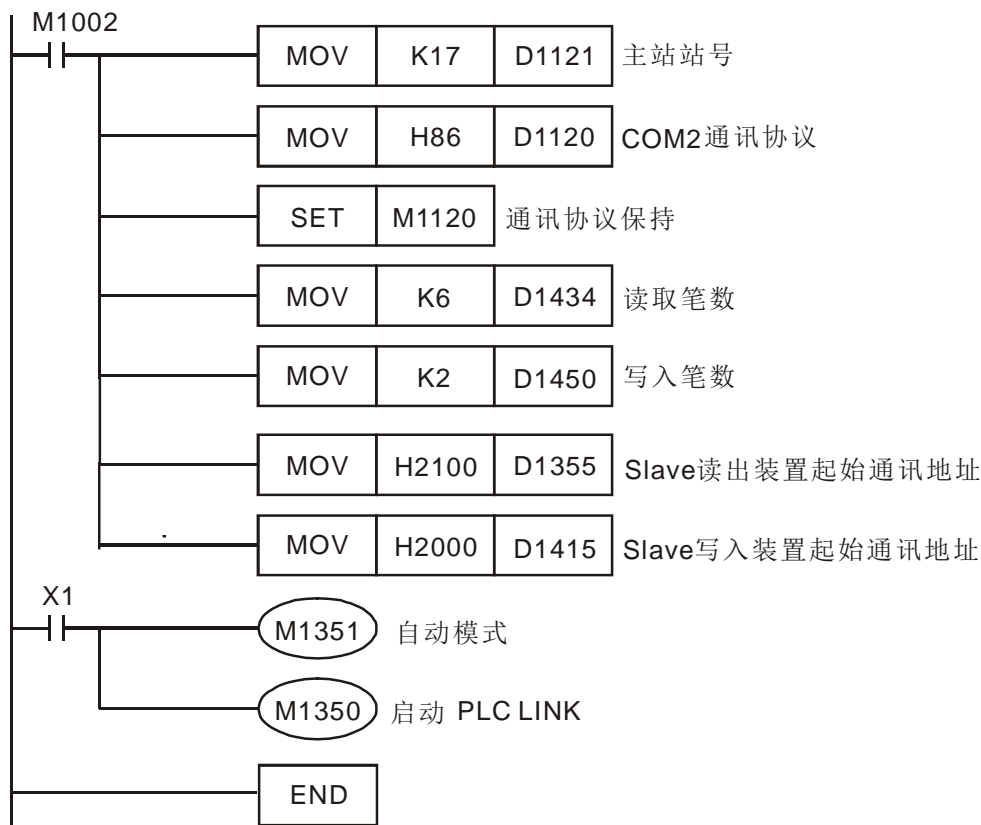 M1002
MOV K17 D1121 主站站号
MOV H86 D1120 COM2通讯协议
SET M1120 通讯协议保持
MOV K6 D1434 读取笔数
MOV K2 D1450 写入笔数
MOV H2100 D1355 Slave读出装置起始通讯地址
MOV H2000 D1415 Slave写入装置起始通讯地址
X1
M1351 自动模式
M1350 启动 PLC LINK
END